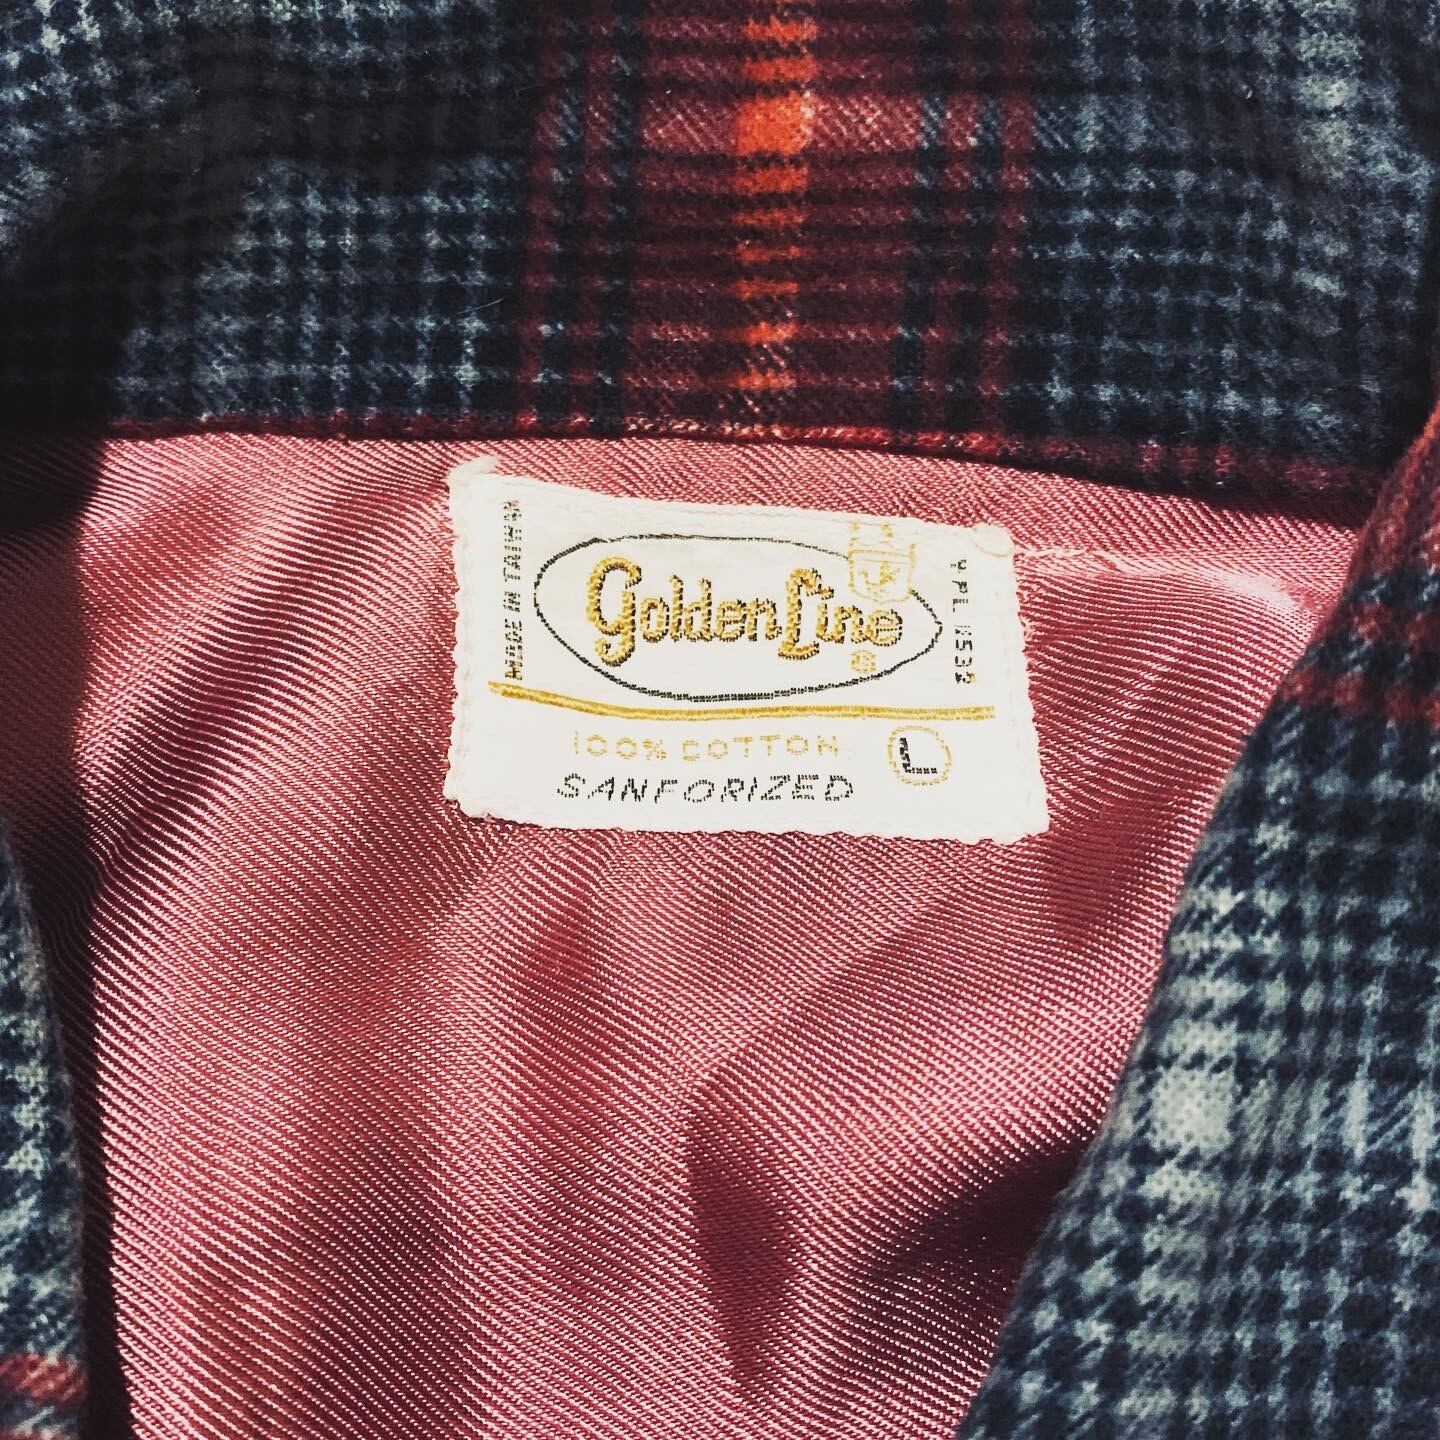 MADE IN TAIWAN
Golden Line
®
100% COTTON
SANFORIZED
L